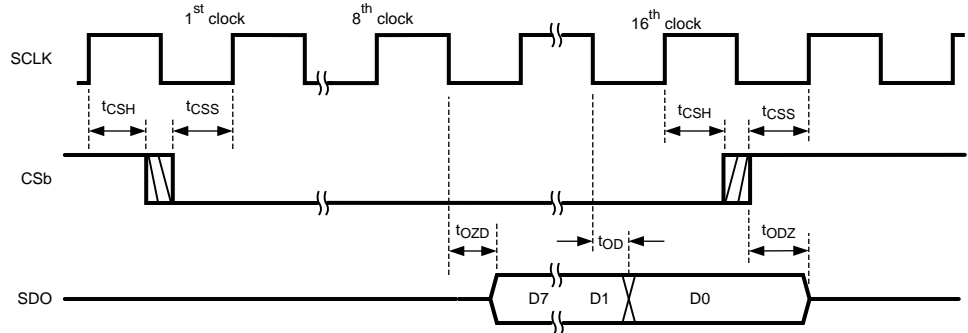 1st clock 8th clock 16th clock
SCLK
tCSH tCSS tCSH tCSS
CSb
tOZD tOD tODZ
SDO D7 D1 D0